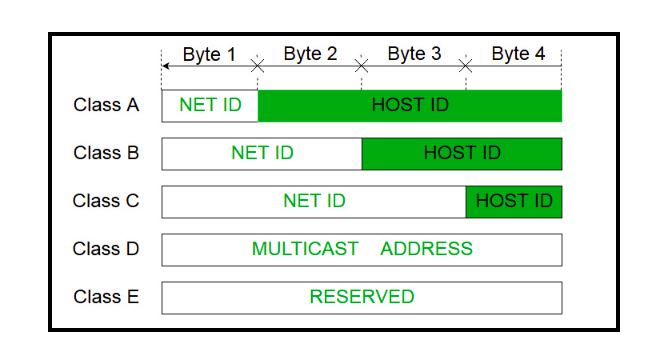 Byte 1 Byte 2 Byte 3 Byte 4
Class A NET ID HOST ID
Class B NET ID HOST ID
Class C NET ID HOST ID
Class D MULTICAST ADDRESS
Class E RESERVED